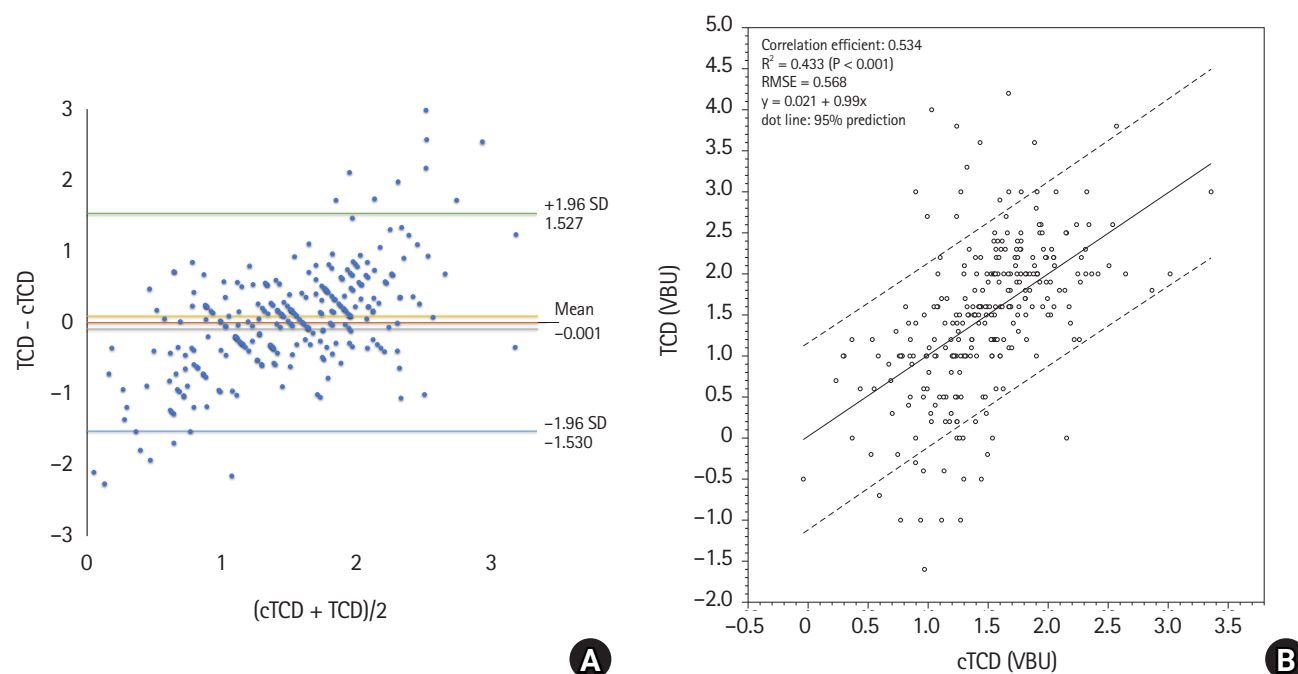 3
2
1
0
−1
−2
−3
0 1 2 3
TCD - cTCD
(cTCD + TCD)/2
+1.96 SD
1.527
Mean
−0.001
−1.96 SD
−1.530
A
5.0
4.5
4.0
3.5
3.0
2.5
2.0
1.5
1.0
0.5
0
−0.5
−1.0
−1.5
−2.0
−0.5 0 0.5 1.0 1.5 2.0 2.5 3.0 3.5
TCD (VBU)
cTCD (VBU)
Correlation efficient: 0.534
R² = 0.433 (P < 0.001)
RMSE = 0.568
y = 0.021 + 0.99x
dot line: 95% prediction
B